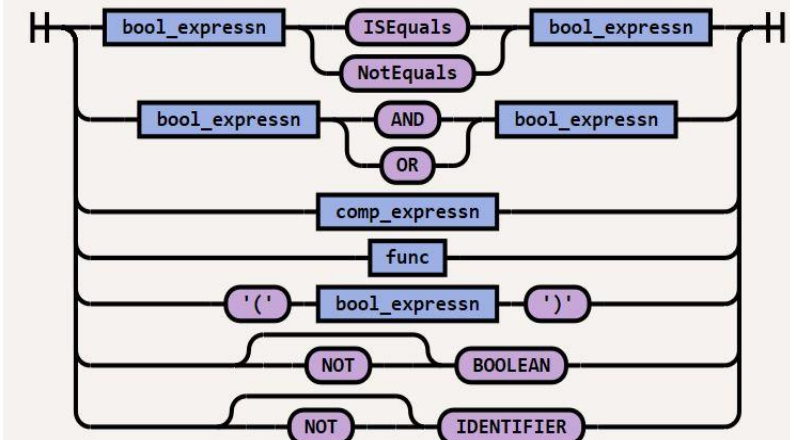 bool_expressn ISEquals bool_expressn
NotEquals
bool_expressn AND bool_expressn
OR
comp_expressn
func
'(' bool_expressn ')'
NOT BOOLEAN
NOT IDENTIFIER